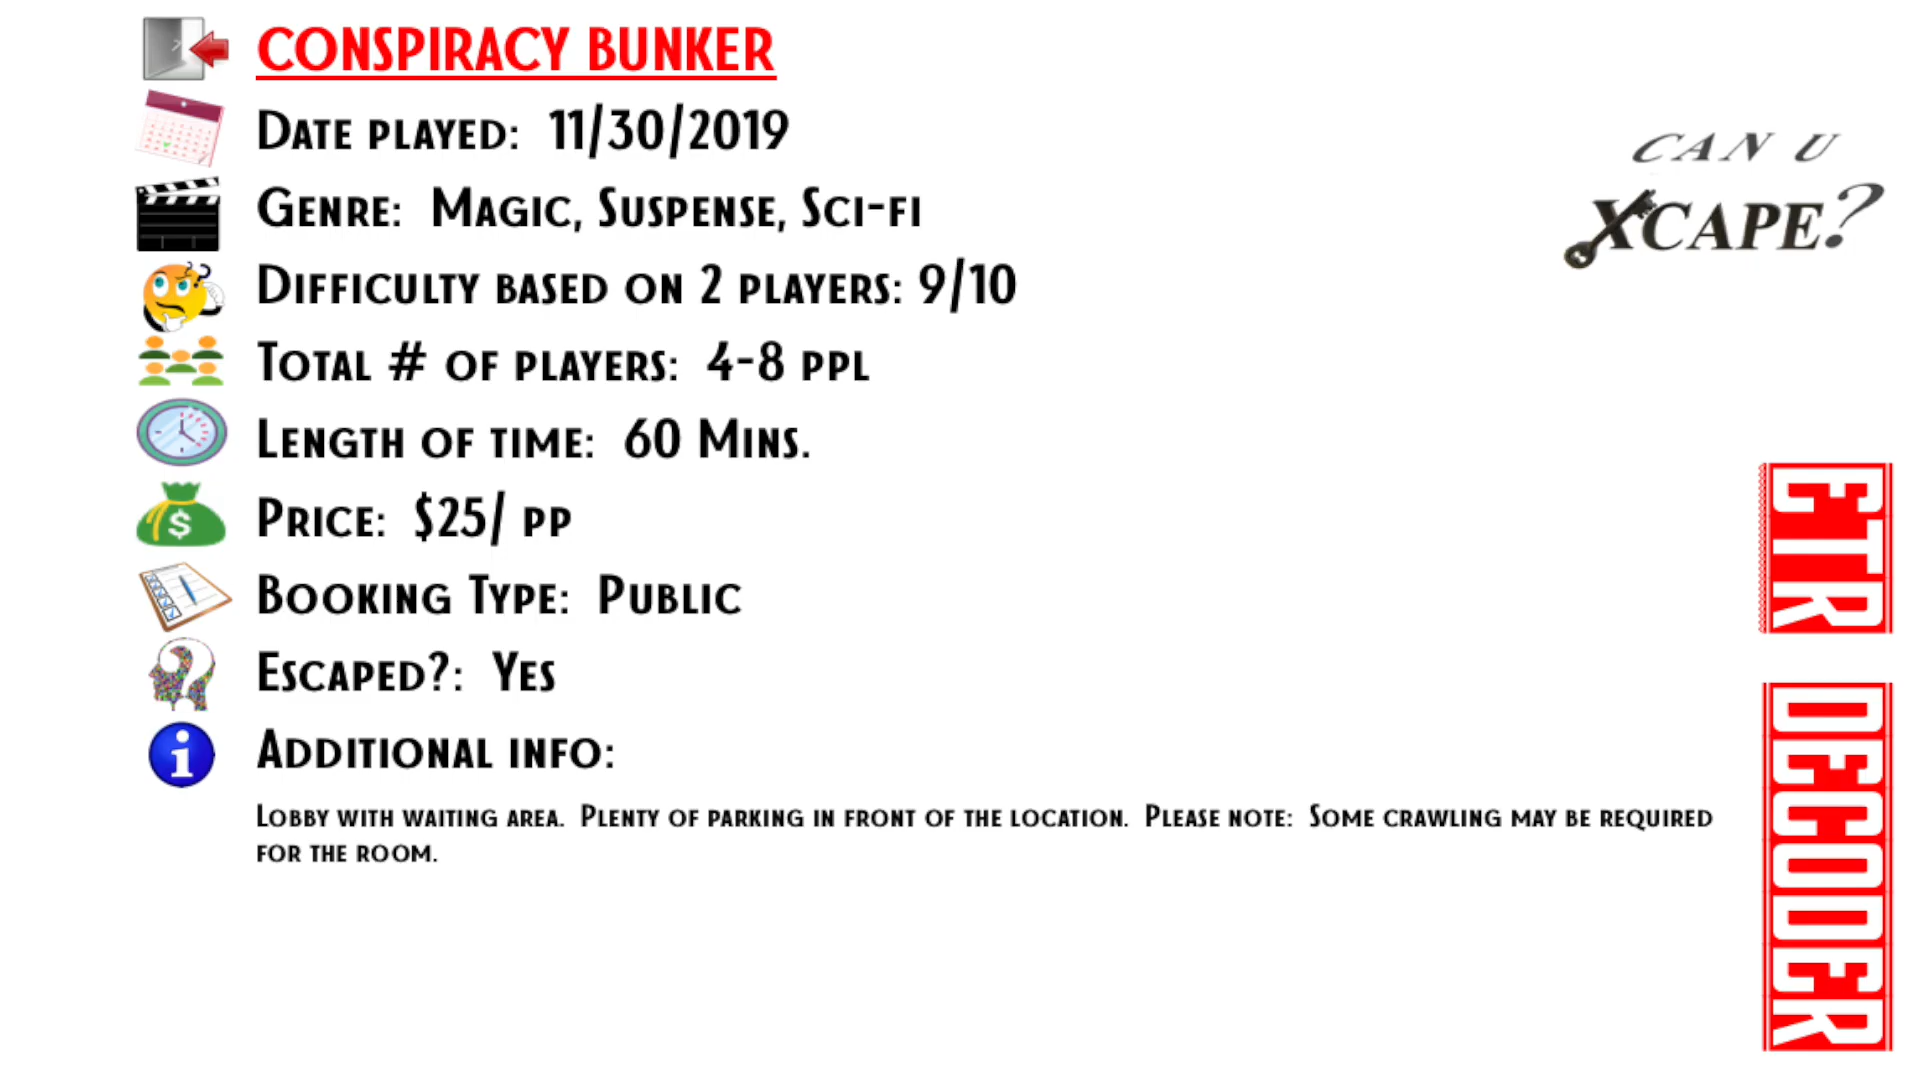 CONSPIRACY BUNKER
DATE PLAYED: 11/30/2019
GENRE: MAGIC, SUSPENSE, SCI-FI
DIFFICULTY BASED ON 2 PLAYERS: 9/10
TOTAL # OF PLAYERS: 4-8 PPL
LENGTH OF TIME: 60 MINS.
PRICE: $25/ PP
BOOKING TYPE: PUBLIC
ESCAPED?: YES
ADDITIONAL INFO:
LOBBY WITH WAITING AREA. PLENTY OF PARKING IN FRONT OF THE LOCATION. PLEASE NOTE: SOME CRAWLING MAY BE REQUIRED
FOR THE ROOM.
CAN U
XCAPE?
ETR
DECODER